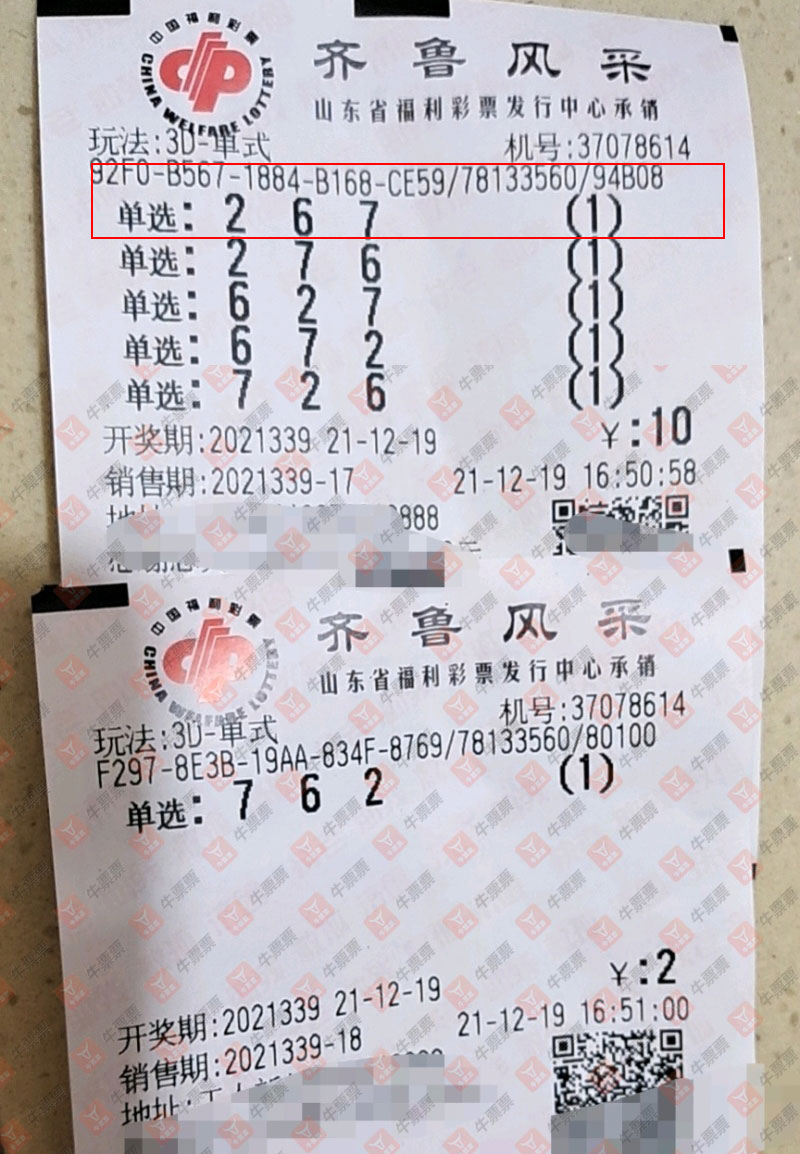 中国福利彩票
CHINA WELFARE LOTTERY
齐鲁风采
山东省福利彩票发行中心承销
玩法:3D-单式 机号:37078614
92F0-B567-1884-B168-CE59/78133560/94B08
单选: 2 6 7 (1)
单选: 2 7 6 (1)
单选: 6 2 7 (1)
单选: 6 7 2 (1)
单选: 7 2 6 (1)
¥:10
开奖期:2021339 21-12-19
销售期:2021339-17 21-12-19 16:50:58
888
中国福利彩票
CHINA WELFARE LOTTERY
齐鲁风采
山东省福利彩票发行中心承销
玩法:3D-单式 机号:37078614
F297-8E3B-19AA-834F-8769/78133560/80100
单选: 7 6 2 (1)
¥:2
开奖期:2021339 21-12-19
销售期:2021339-18 21-12-19 16:51:00
地址:
牛票票